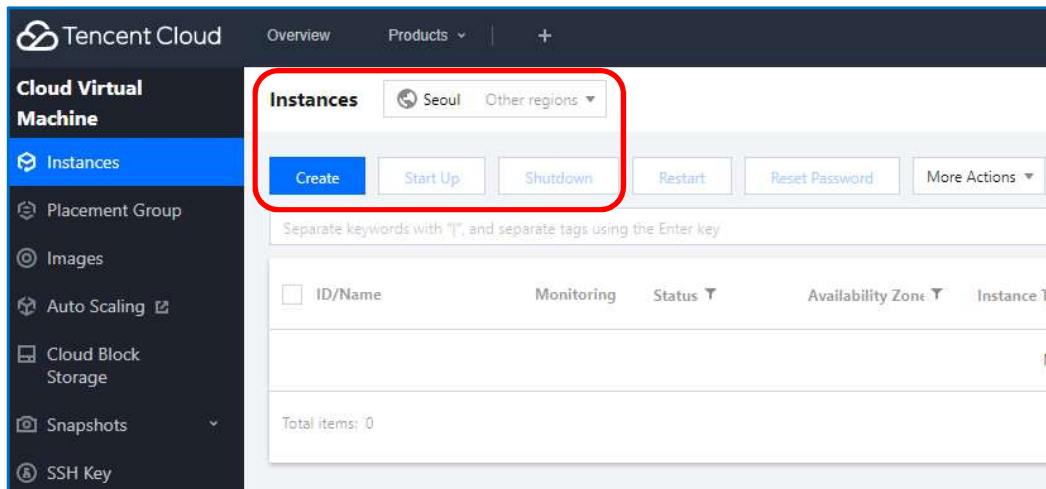 Tencent Cloud Overview Products +
Cloud Virtual
Machine
Instances
Placement Group
Images
Auto Scaling
Cloud Block
Storage
Snapshots
SSH Key
Instances Seoul Other regions
Create Start Up Shutdown Restart Reset Password More Actions
Separate keywords with "|", and separate tags using the Enter key
ID/Name Monitoring Status Availability Zone Instance
Total items: 0